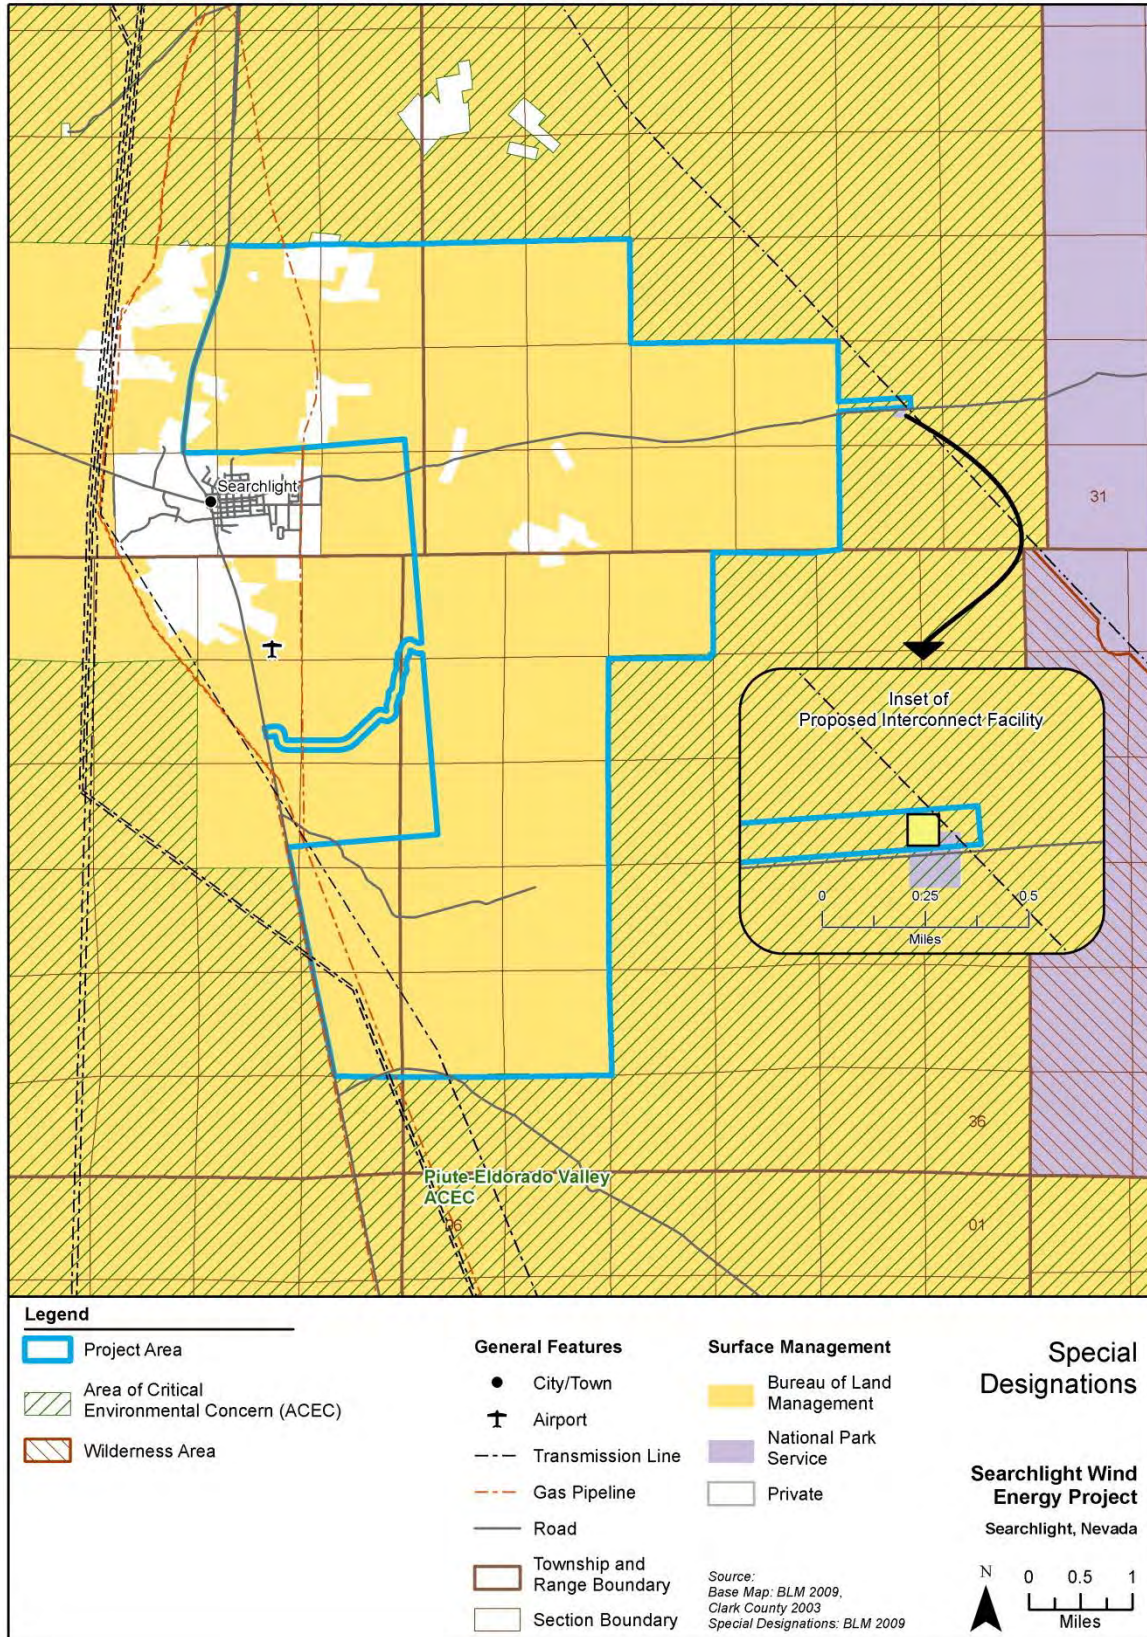 Searchlight
31
Inset of
Proposed Interconnect Facility
0
0.25
0.5
Miles
36
Piute-Eldorado Valley
ACEC
06
01
Legend
Project Area
Area of Critical
Environmental Concern (ACEC)
Wilderness Area
General Features
City/Town
Airport
Transmission Line
Gas Pipeline
Road
Township and
Range Boundary
Section Boundary
Surface Management
Bureau of Land
Management
National Park
Service
Private
Source:
Base Map: BLM 2009,
Clark County 2003
Special Designations: BLM 2009
Special
Designations
Searchlight Wind
Energy Project
Searchlight, Nevada
N
0 0.5 1
Miles